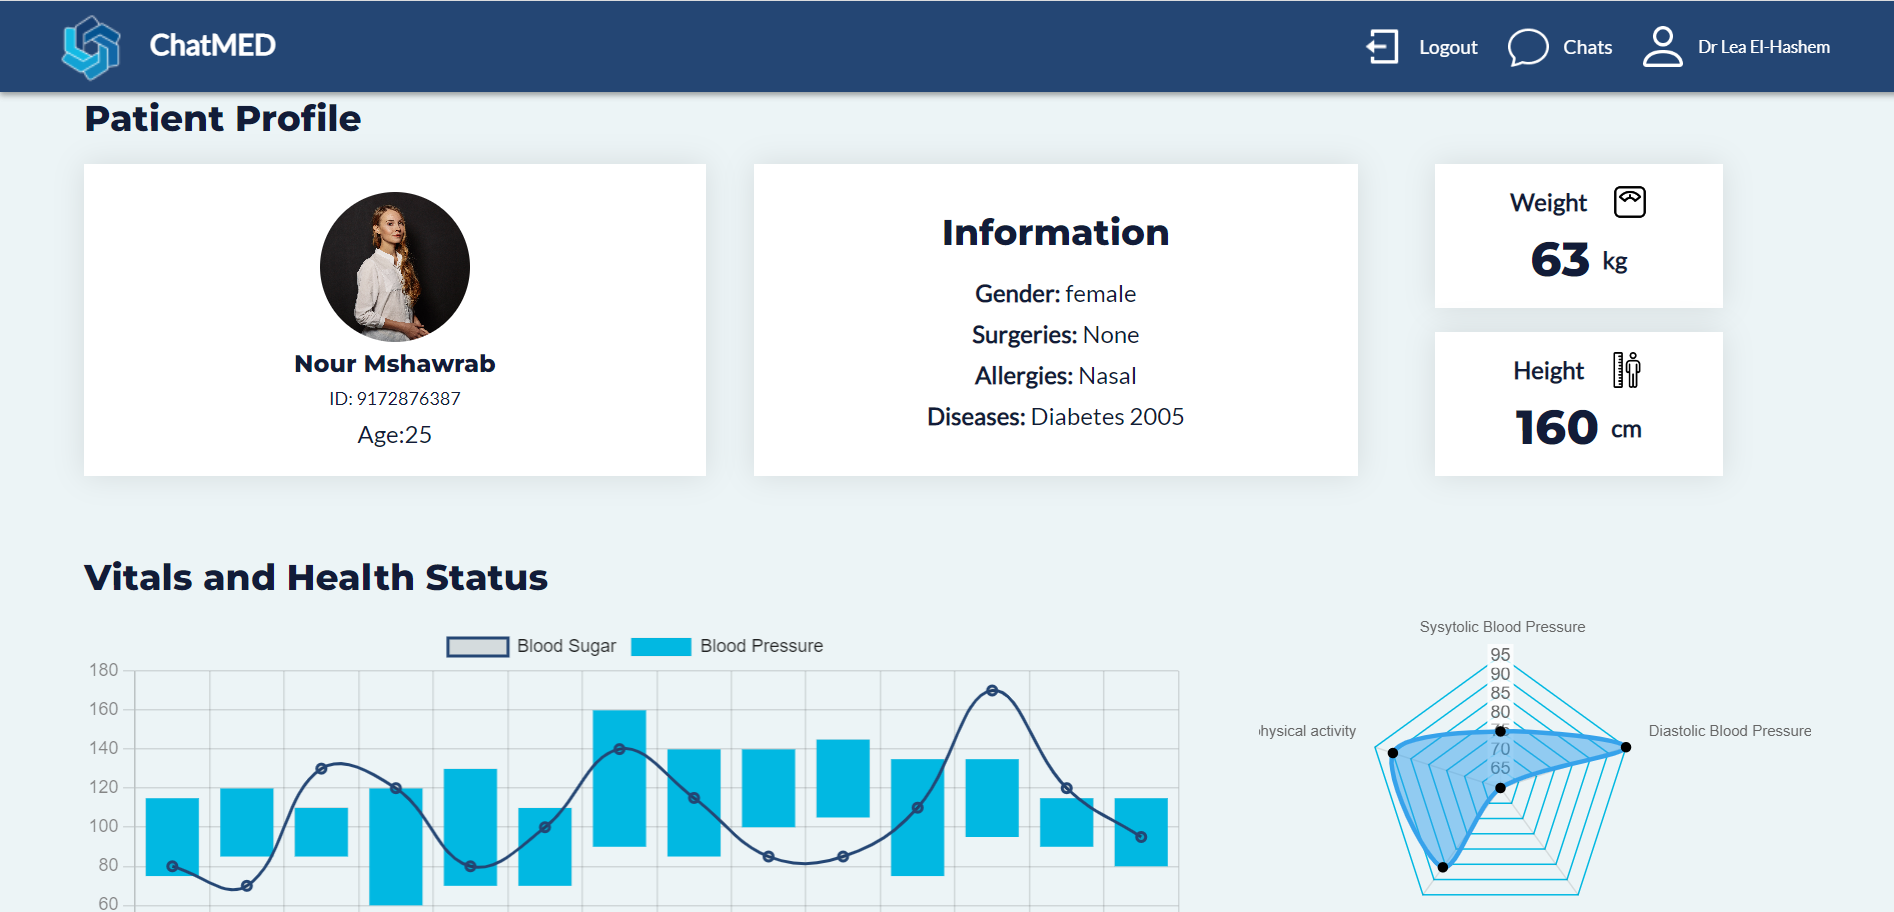 ChatMED
Logout
Chats
Dr Lea El-Hashem
Patient Profile
Nour Mshawrab
ID: 9172876387
Age:25
Information
Gender: female
Surgeries: None
Allergies: Nasal
Diseases: Diabetes 2005
Weight
63 kg
Height
160 cm
Vitals and Health Status
Blood Sugar
Blood Pressure
180
160
140
120
100
80
60
Sysytolic Blood Pressure
95
90
85
80
75
70
65
hysical activity
Diastolic Blood Pressure